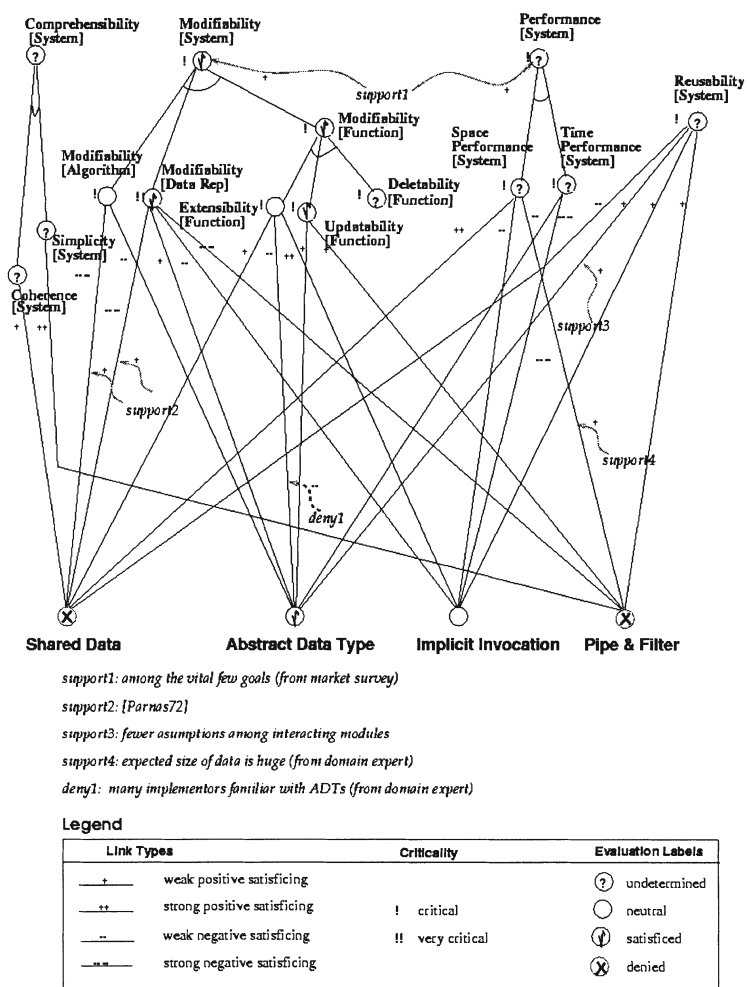 Comprehensibility
[System]
Modifiability
[System]
Performance
[System]
Reusability
[System]
!
?
!
!
?
+
+
support1
!
?
Modifiability
[Function]
!
Space
Performance
[System]
Time
Performance
[System]
Modifiability
[Algorithm]
!
Modifiability
[Data Rep]
!
Extensibility
[Function]
!
Updatability
[Function]
!
Deletability
[Function]
!
?
!
?
!
?
?
Simplicity
[System]
?
Coherence
[System]
+
++
--
--
+
--
--
+
--
++
+
+
++
--
--
--
--
+
+
+
--
+
support3
+
+
support2
--
+
support4
--
deny1
X
X
Shared Data
Abstract Data Type
Implicit Invocation
Pipe & Filter
support1: among the vital few goals (from market survey)
support2: [Parnas72]
support3: fewer asumptions among interacting modules
support4: expected size of data is huge (from domain expert)
deny1: many implementors familiar with ADTs (from domain expert)
Legend
Link Types
Criticality
Evaluation Labels
+ weak positive satisficing
? undetermined
++ strong positive satisficing
! critical
neutral
-- weak negative satisficing
!! very critical
satisficed
---- strong negative satisficing
X denied